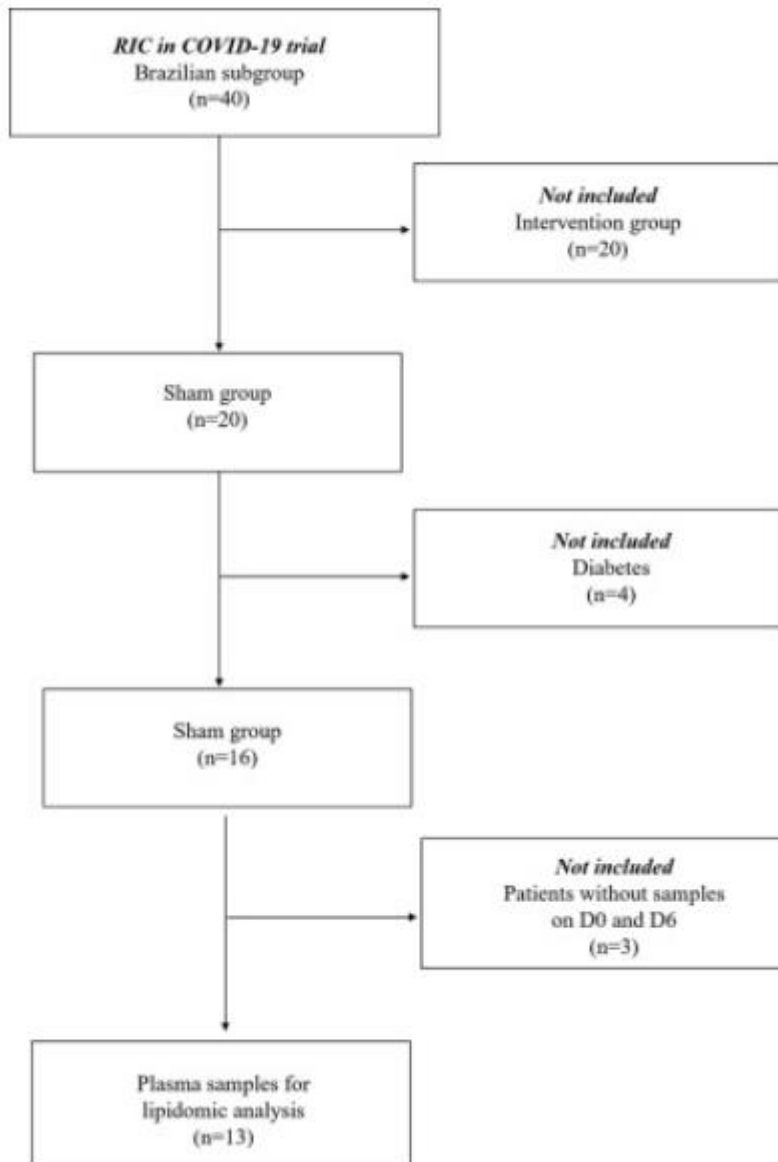 RIC in COVID-19 trial
Brazilian subgroup
(n=40)
Not included
Intervention group
(n=20)
Sham group
(n=20)
Not included
Diabetes
(n=4)
Sham group
(n=16)
Not included
Patients without samples
on D0 and D6
(n=3)
Plasma samples for
lipidomic analysis
(n=13)